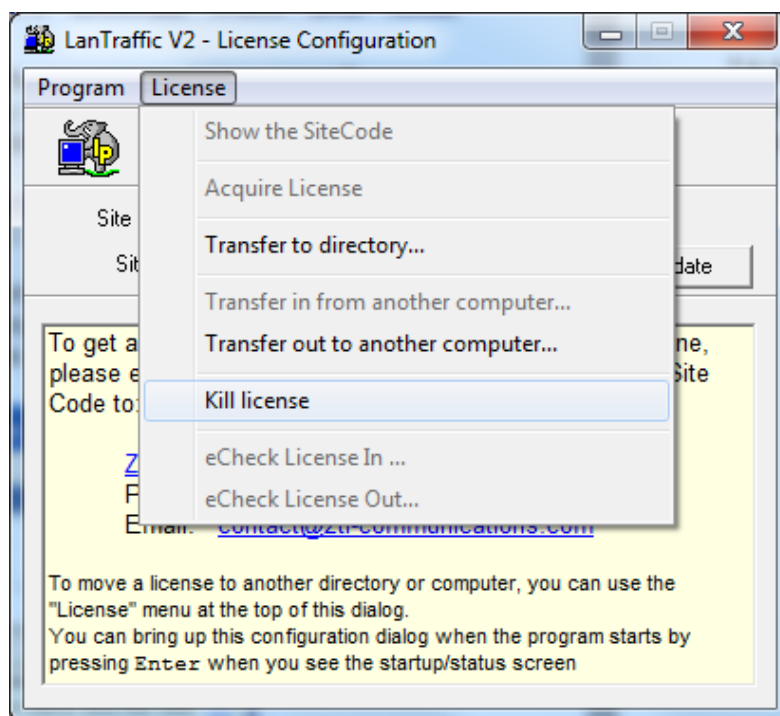 LanTraffic V2 - License Configuration
Program License
Show the SiteCode
Acquire License
Site
Transfer to directory...
Sit
date
Transfer in from another computer...
To get a
ne,
Transfer out to another computer...
please e
Site
Kill license
Code to:
eCheck License In ...
Z
eCheck License Out...
P
Email: contact@zti-communications.com
To move a license to another directory or computer, you can use the
"License" menu at the top of this dialog.
You can bring up this configuration dialog when the program starts by
pressing Enter when you see the startup/status screen